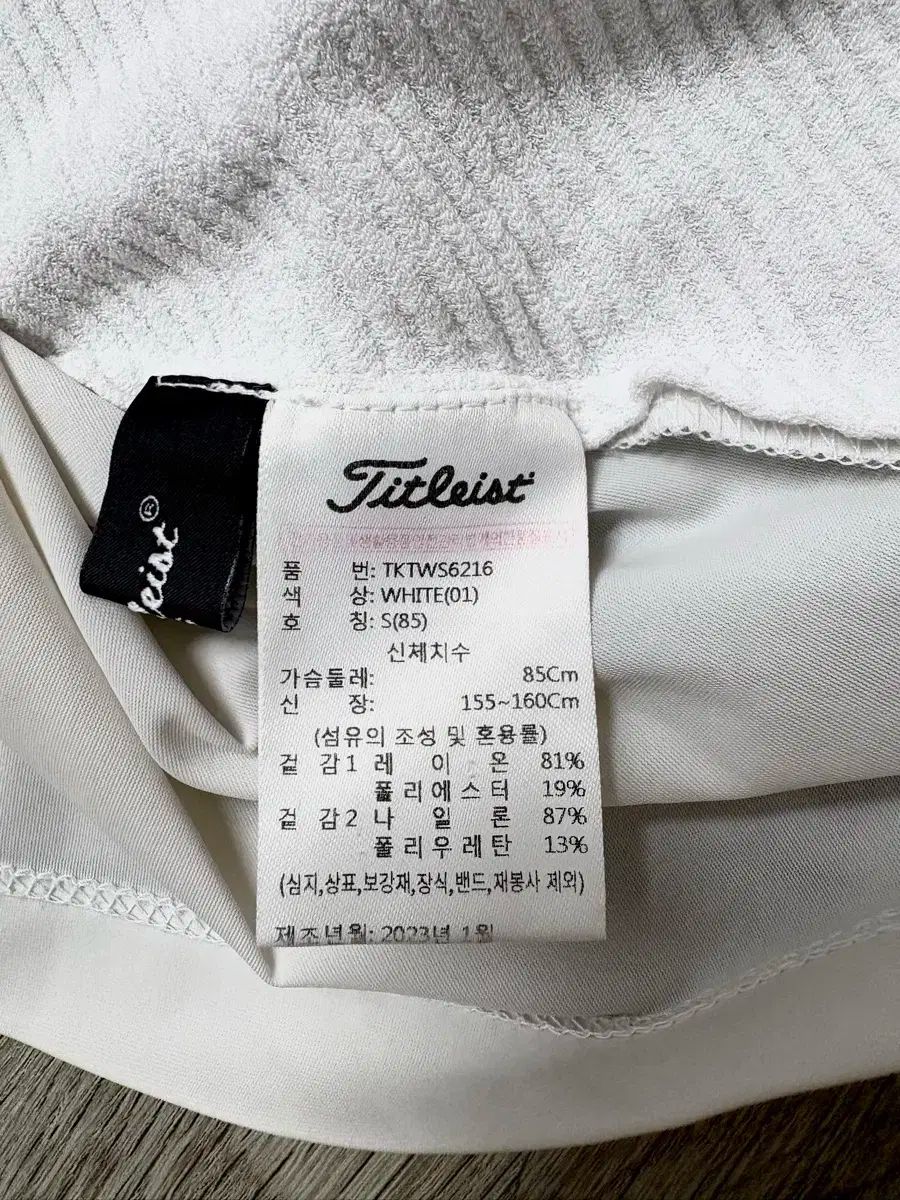 Titleist
품 번: TKTWS6216
색 상: WHITE(01)
호 칭: S(85)
신체치수
가슴둘레: 85Cm
신 장: 155~160Cm
(섬유의 조성 및 혼용률)
겉 감1 레 이 온 81%
폴리에스터 19%
겉 감2 나 일 론 87%
폴리우레탄 13%
(심지,상표,보강재,장식,밴드,재봉사 제외)
제조년월: 2023년 1월
leist®